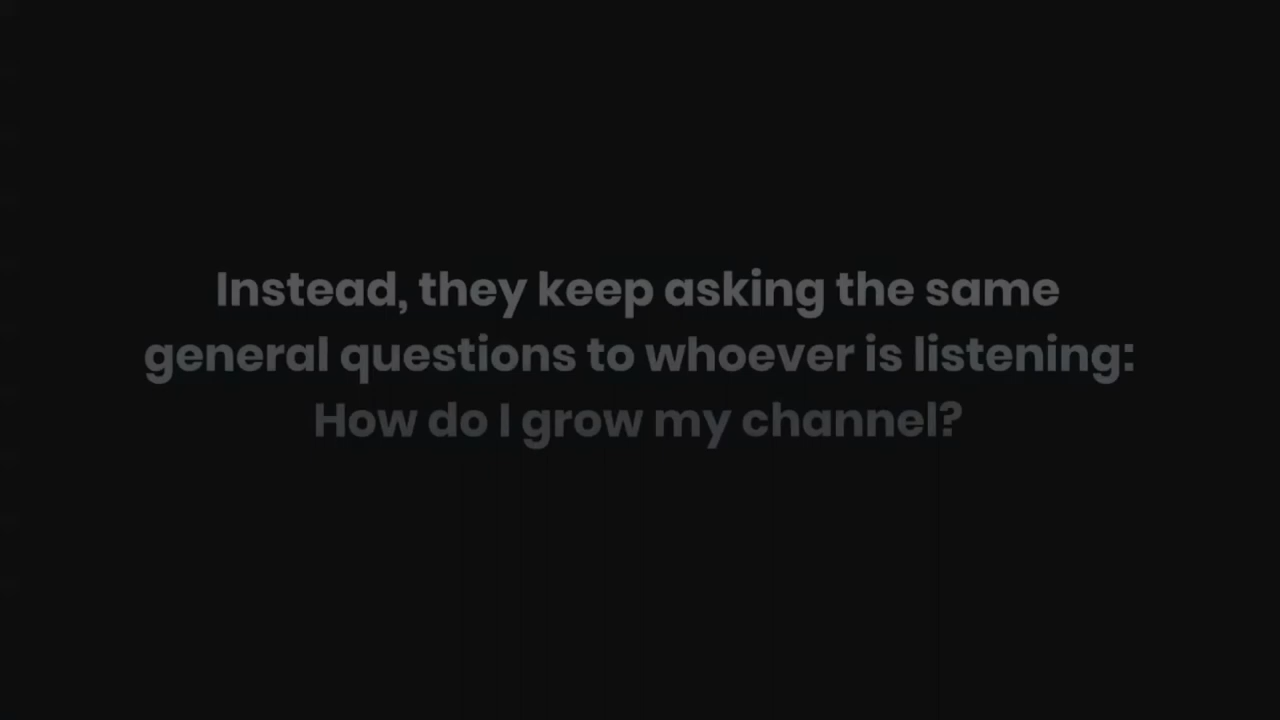 Instead, they keep asking the same
general questions to whoever is listening:
How do I grow my channel?